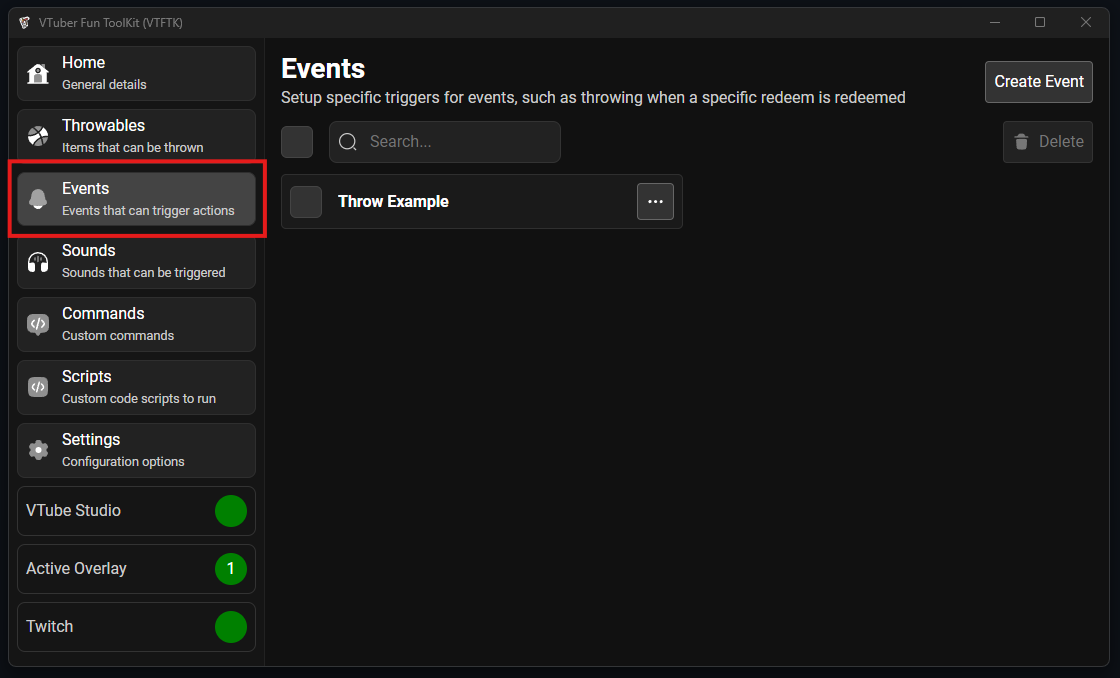 VTuber Fun ToolKit (VTFTK)
Home
General details
Throwables
Items that can be thrown
Events
Events that can trigger actions
Sounds
Sounds that can be triggered
Commands
Custom commands
Scripts
Custom code scripts to run
Settings
Configuration options
VTube Studio
Active Overlay 1
Twitch
Events
Setup specific triggers for events, such as throwing when a specific redeem is redeemed
Create Event
Search...
Delete
Throw Example